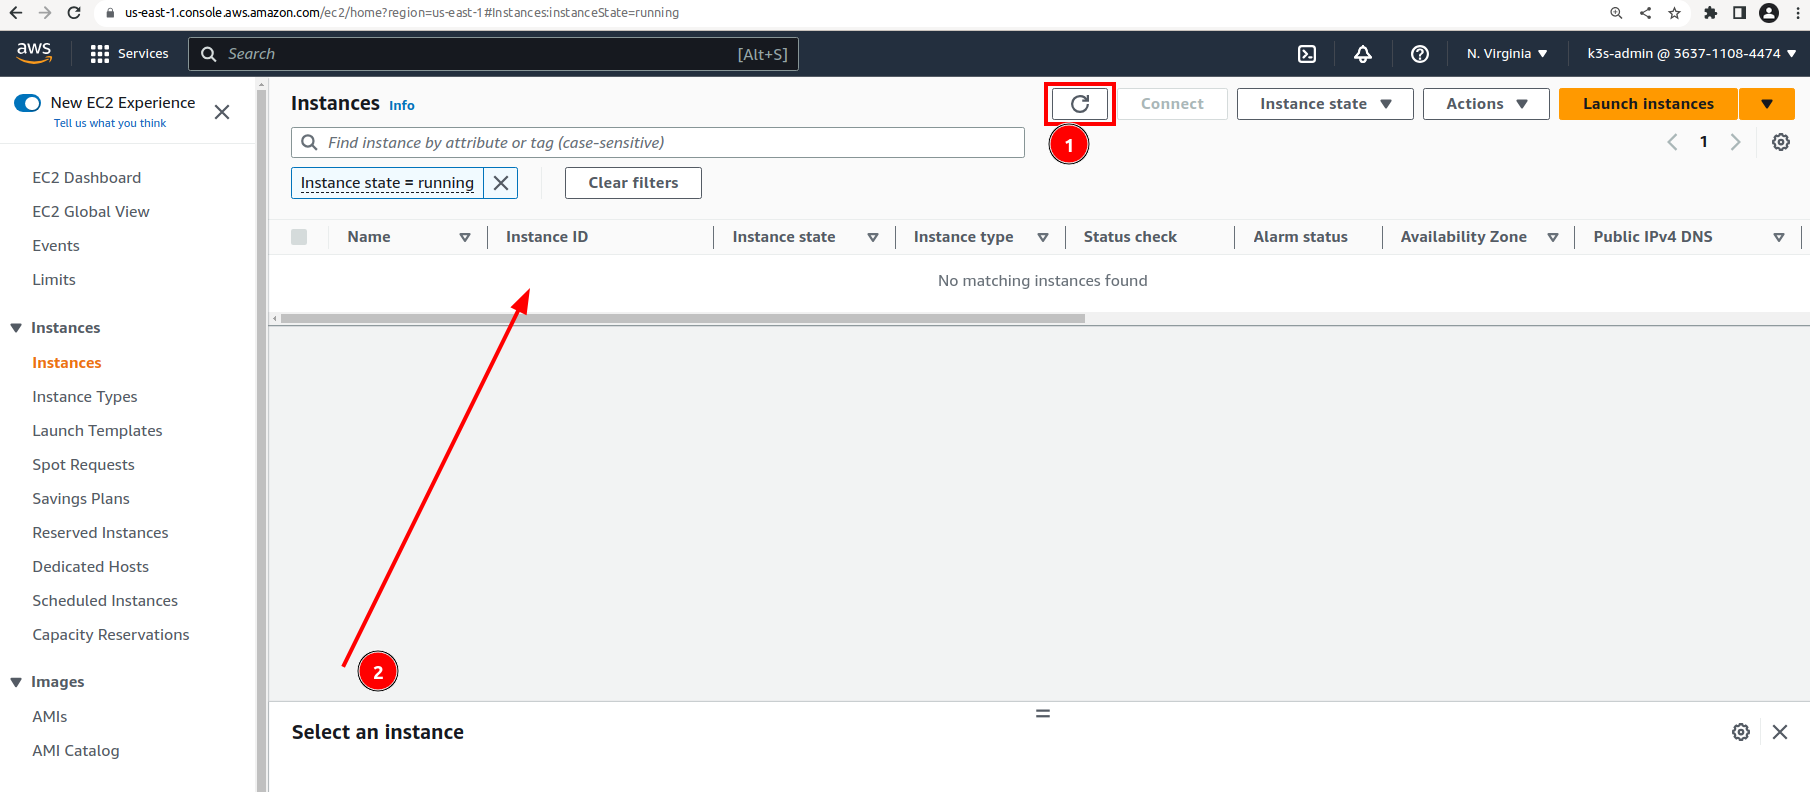 us-east-1.console.aws.amazon.com/ec2/home?region=us-east-1#Instances:instanceState=running
aws Services Search [Alt+S] N. Virginia k3s-admin @ 3637-1108-4474
New EC2 Experience
Tell us what you think
EC2 Dashboard
EC2 Global View
Events
Limits
Instances
Instances
Instance Types
Launch Templates
Spot Requests
Savings Plans
Reserved Instances
Dedicated Hosts
Scheduled Instances
Capacity Reservations
Images
AMIs
AMI Catalog
Instances Info Connect Instance state Actions Launch instances
1
Find instance by attribute or tag (case-sensitive) 1
Instance state = running Clear filters
Name Instance ID Instance state Instance type Status check Alarm status Availability Zone Public IPv4 DNS
No matching instances found
2
Select an instance